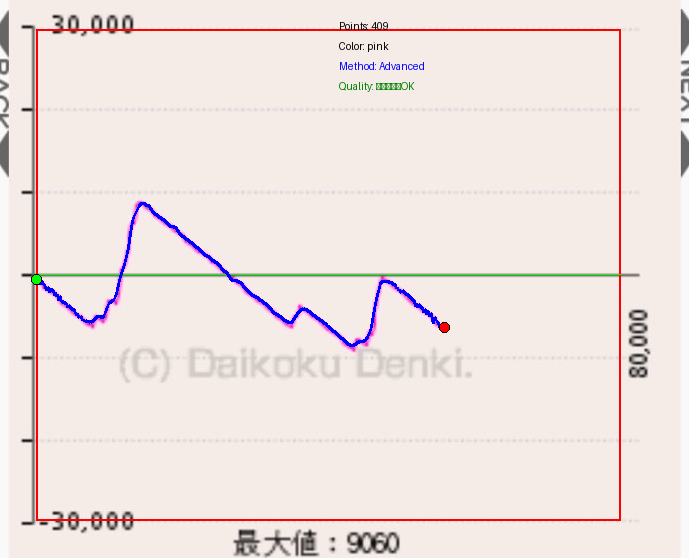 30,000
Points: 409
Color: pink
Method: Advanced
Quality: OK
BACK
NEXT
80,000
(C) Daikoku Denki.
-30,000
最大値：9060